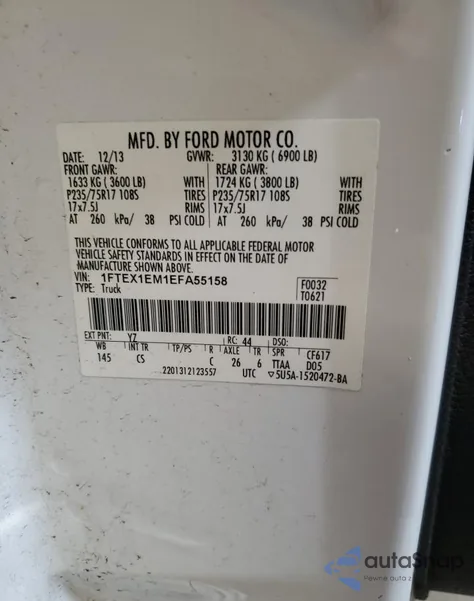 MFD. BY FORD MOTOR CO.
DATE: 12/13 GVWR: 3130 KG ( 6900 LB)
FRONT GAWR: REAR GAWR:
1633 KG ( 3600 LB) WITH 1724 KG ( 3800 LB) WITH
P235/75R17 108S TIRES P235/75R17 108S TIRES
17x7.5J RIMS 17x7.5J RIMS
AT 260 kPa/ 38 PSI COLD AT 260 kPa/ 38 PSI COLD
THIS VEHICLE CONFORMS TO ALL APPLICABLE FEDERAL MOTOR
VEHICLE SAFETY STANDARDS IN EFFECT ON THE DATE OF
MANUFACTURE SHOWN ABOVE.
VIN: 1FTEX1EM1EFA55158 F0032
TYPE: Truck T0621
EXT PNT: YZ RC: 44 DSO:
WB INT TR TP/PS R AXLE TR SPR CF617
145 CS C 26 6 TTAA D05
2201312123557 UTC ▽5U5A-1520472-BA
autoSnap
Pewne auta z